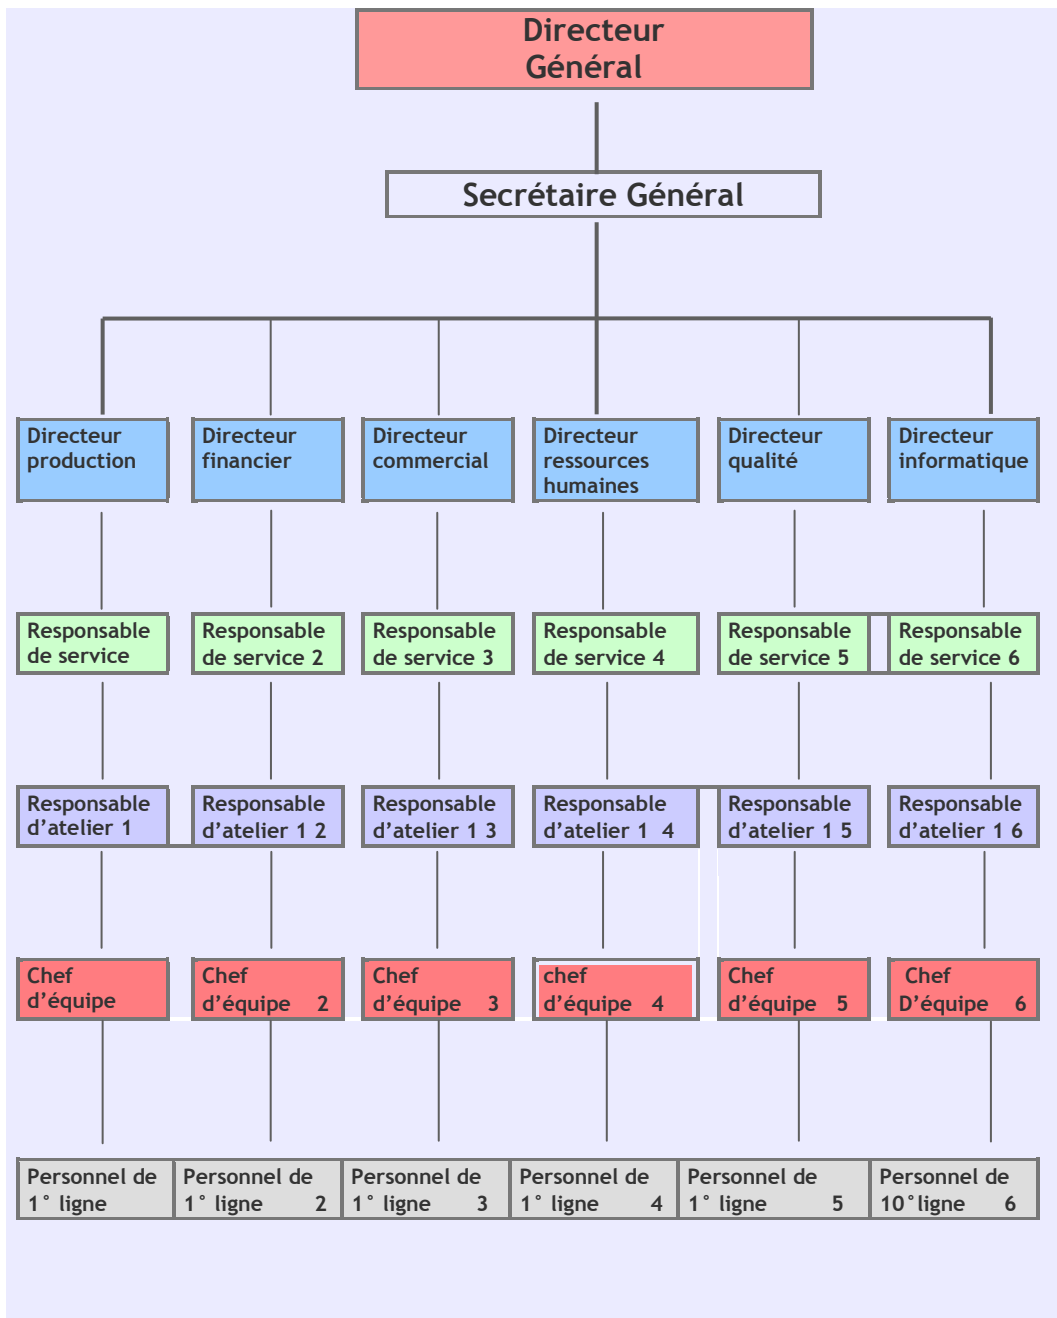 Directeur
Général
Secrétaire Général
Directeur
production
Directeur
financier
Directeur
commercial
Directeur
ressources
humaines
Directeur
qualité
Directeur
informatique
Responsable
de service
Responsable
de service 2
Responsable
de service 3
Responsable
de service 4
Responsable
de service 5
Responsable
de service 6
Responsable
d’atelier 1
Responsable
d’atelier 1 2
Responsable
d’atelier 1 3
Responsable
d’atelier 1 4
Responsable
d’atelier 1 5
Responsable
d’atelier 1 6
Chef
d’équipe
Chef
d’équipe 2
Chef
d’équipe 3
chef
d’équipe 4
Chef
d’équipe 5
Chef
D’équipe 6
Personnel de
1° ligne
Personnel de
1° ligne 2
Personnel de
1° ligne 3
Personnel de
1° ligne 4
Personnel de
1° ligne 5
Personnel de
10°ligne 6